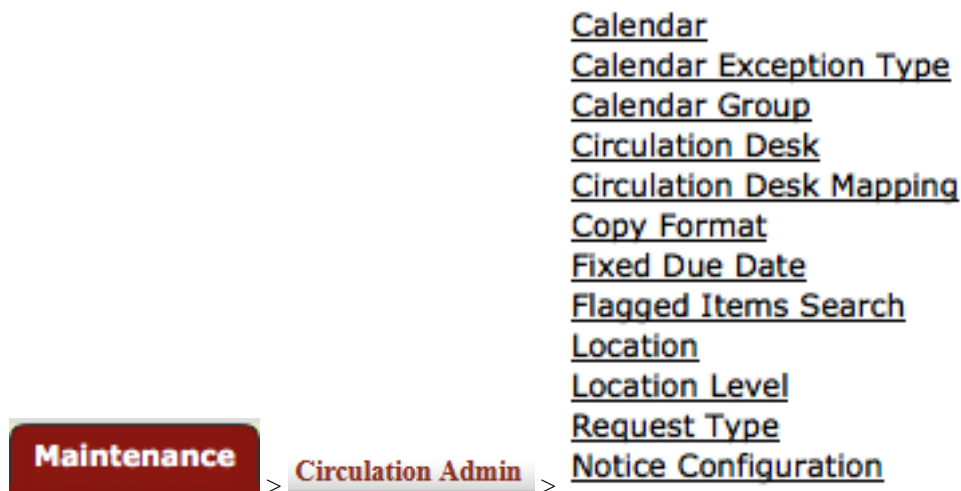 Calendar
Calendar Exception Type
Calendar Group
Circulation Desk
Circulation Desk Mapping
Copy Format
Fixed Due Date
Flagged Items Search
Location
Location Level
Request Type
Maintenance > Circulation Admin > Notice Configuration